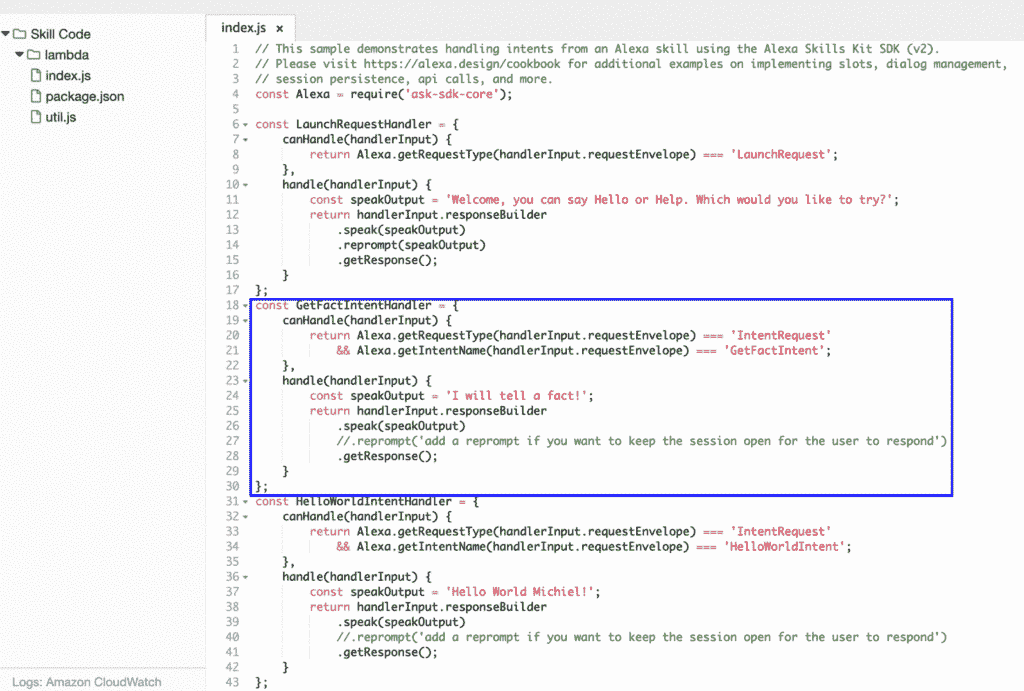 Skill Code
lambda
index.js
package.json
util.js
Logs: Amazon CloudWatch
index.js ×
1 // This sample demonstrates handling intents from an Alexa skill using the Alexa Skills Kit SDK (v2).
2 // Please visit https://alexa.design/cookbook for additional examples on implementing slots, dialog management,
3 // session persistence, api calls, and more.
4 const Alexa = require('ask-sdk-core');
5
6 const LaunchRequestHandler = {
7     canHandle(handlerInput) {
8         return Alexa.getRequestType(handlerInput.requestEnvelope) === 'LaunchRequest';
9     },
10     handle(handlerInput) {
11         const speakOutput = 'Welcome, you can say Hello or Help. Which would you like to try?';
12         return handlerInput.responseBuilder
13             .speak(speakOutput)
14             .reprompt(speakOutput)
15             .getResponse();
16     }
17 };
18 const GetFactIntentHandler = {
19     canHandle(handlerInput) {
20         return Alexa.getRequestType(handlerInput.requestEnvelope) === 'IntentRequest'
21             && Alexa.getIntentName(handlerInput.requestEnvelope) === 'GetFactIntent';
22     },
23     handle(handlerInput) {
24         const speakOutput = 'I will tell a fact!';
25         return handlerInput.responseBuilder
26             .speak(speakOutput)
27             //.reprompt('add a reprompt if you want to keep the session open for the user to respond')
28             .getResponse();
29     }
30 };
31 const HelloWorldIntentHandler = {
32     canHandle(handlerInput) {
33         return Alexa.getRequestType(handlerInput.requestEnvelope) === 'IntentRequest'
34             && Alexa.getIntentName(handlerInput.requestEnvelope) === 'HelloWorldIntent';
35     },
36     handle(handlerInput) {
37         const speakOutput = 'Hello World Michiel!';
38         return handlerInput.responseBuilder
39             .speak(speakOutput)
40             //.reprompt('add a reprompt if you want to keep the session open for the user to respond')
41             .getResponse();
42     }
43 };